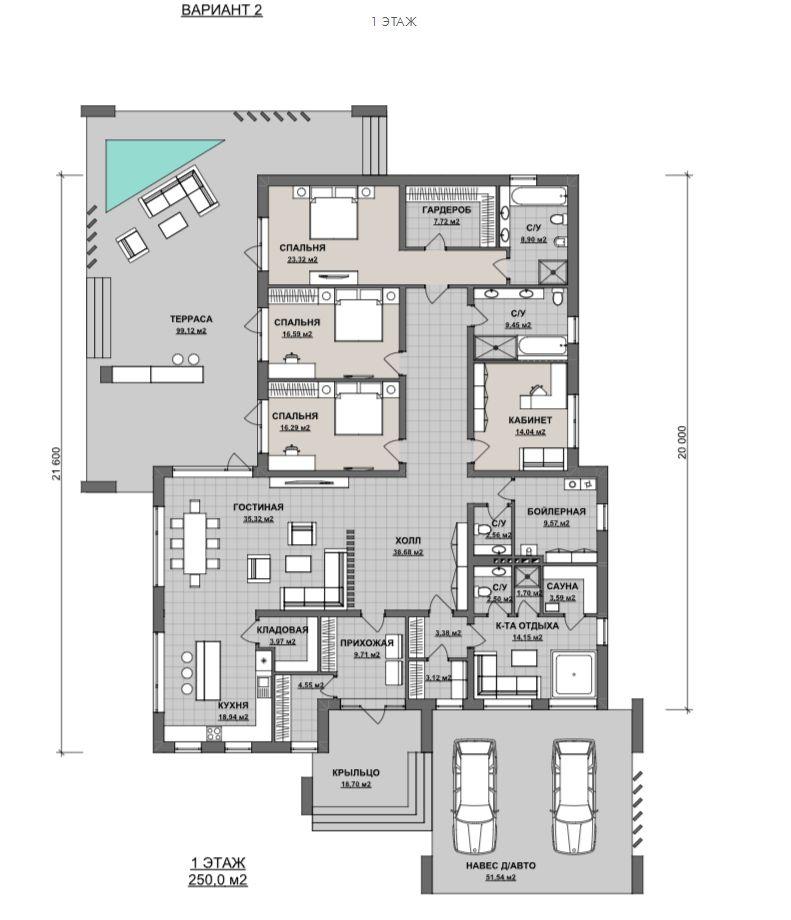 ВАРИАНТ 2
1 ЭТАЖ
ГАРДЕРОБ
7.72 м2
С/У
8.90 м2
СПАЛЬНЯ
23.32 м2
ТЕРРАСА
99.12 м2
СПАЛЬНЯ
16.59 м2
С/У
9.45 м2
СПАЛЬНЯ
16.29 м2
КАБИНЕТ
14.04 м2
21 600
20 000
ГОСТИНАЯ
35.32 м2
ХОЛЛ
38.68 м2
С/У
2.56 м2
БОЙЛЕРНАЯ
9.57 м2
С/У
2.50 м2
1.70 м2
САУНА
3.59 м2
КЛАДОВАЯ
3.97 м2
ПРИХОЖАЯ
9.71 м2
3.38 м2
К-ТА ОТДЫХА
14.15 м2
4.55 м2
3.12 м2
КУХНЯ
18.94 м2
КРЫЛЬЦО
18.70 м2
НАВЕС Д/АВТО
51.54 м2
1 ЭТАЖ
250,0 м2